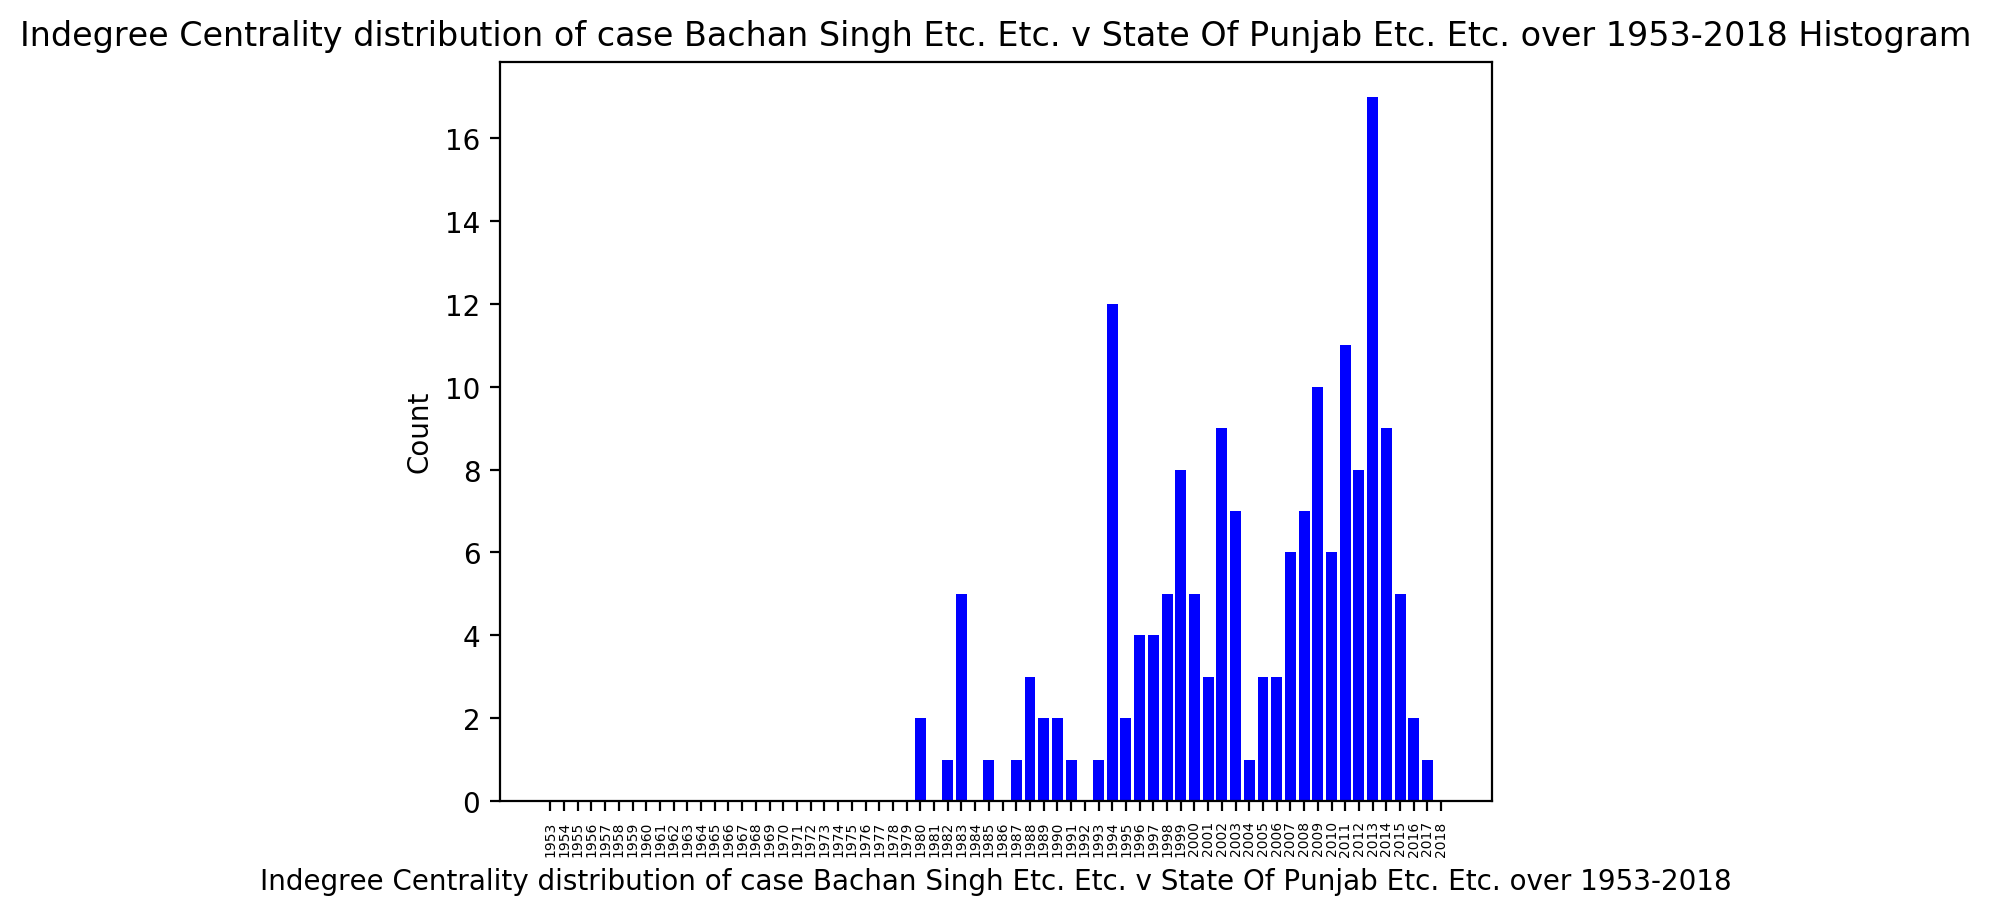 Indegree Centrality distribution of case Bachan Singh Etc. Etc. v State Of Punjab Etc. Etc. over 1953-2018 Histogram
16
14
12
10
8
6
4
2
0
Count
1953 1954 1955 1956 1957 1958 1959 1960 1961 1962 1963 1964 1965 1966 1967 1968 1969 1970 1971 1972 1973 1974 1975 1976 1977 1978 1979 1980 1981 1982 1983 1984 1985 1986 1987 1988 1989 1990 1991 1992 1993 1994 1995 1996 1997 1998 1999 2000 2001 2002 2003 2004 2005 2006 2007 2008 2009 2010 2011 2012 2013 2014 2015 2016 2017 2018
Indegree Centrality distribution of case Bachan Singh Etc. Etc. v State Of Punjab Etc. Etc. over 1953-2018